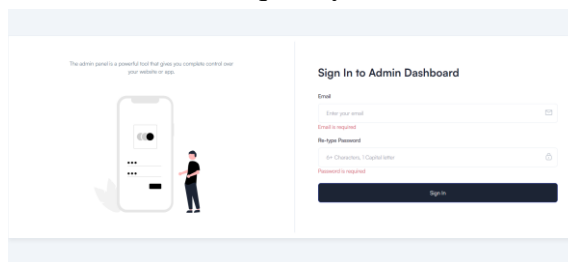 The admin panel is a powerful tool that gives you complete control over
your website or app.
Sign In to Admin Dashboard
Email
Enter your email
Email is required
Re-type Password
6+ Characters, 1 Capital letter
Password is required
Sign In